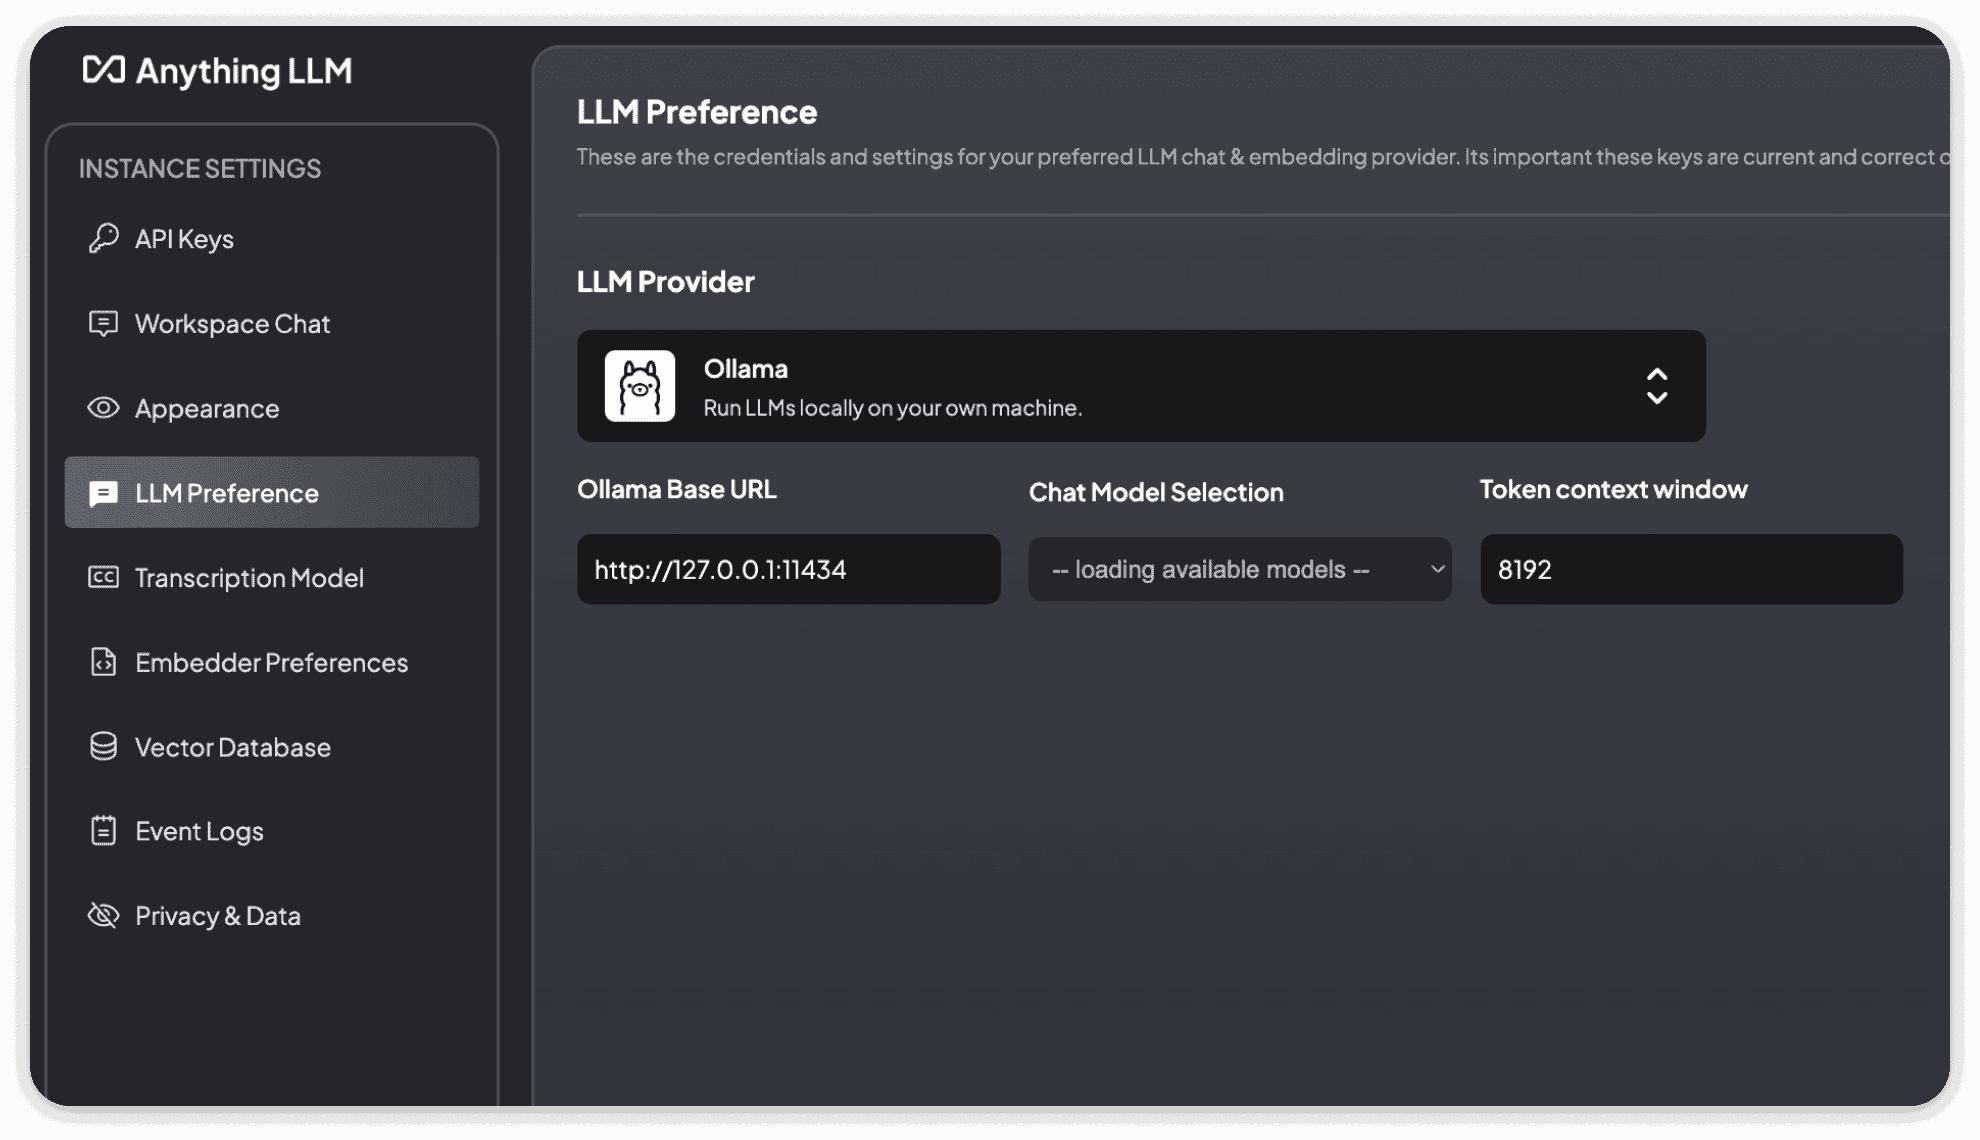 Anything LLM
INSTANCE SETTINGS
API Keys
Workspace Chat
Appearance
LLM Preference
Transcription Model
Embedder Preferences
Vector Database
Event Logs
Privacy & Data
LLM Preference
These are the credentials and settings for your preferred LLM chat & embedding provider. Its important these keys are current and correct
LLM Provider
Ollama
Run LLMs locally on your own machine.
Ollama Base URL
Chat Model Selection
Token context window
http://127.0.0.1:11434
-- loading available models --
8192